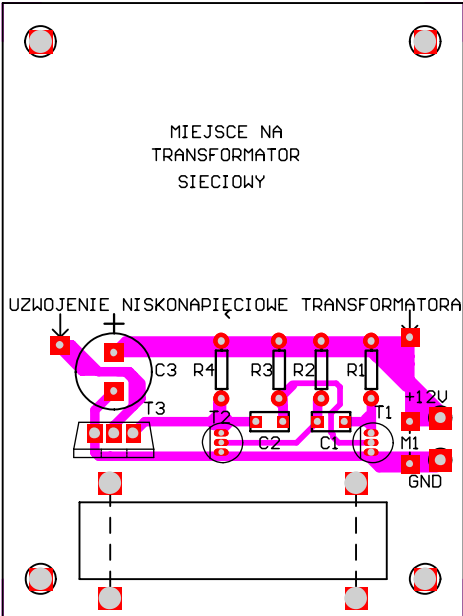 MIEJSCE NA
TRANSFORMATOR
SIECIOWY
UZWOJENIE NISKONAPIĘCIOWE TRANSFORMATORA
C3 R4 R3 R2 R1
+12V
T3 T2 T1
C2 C1 M1
GND